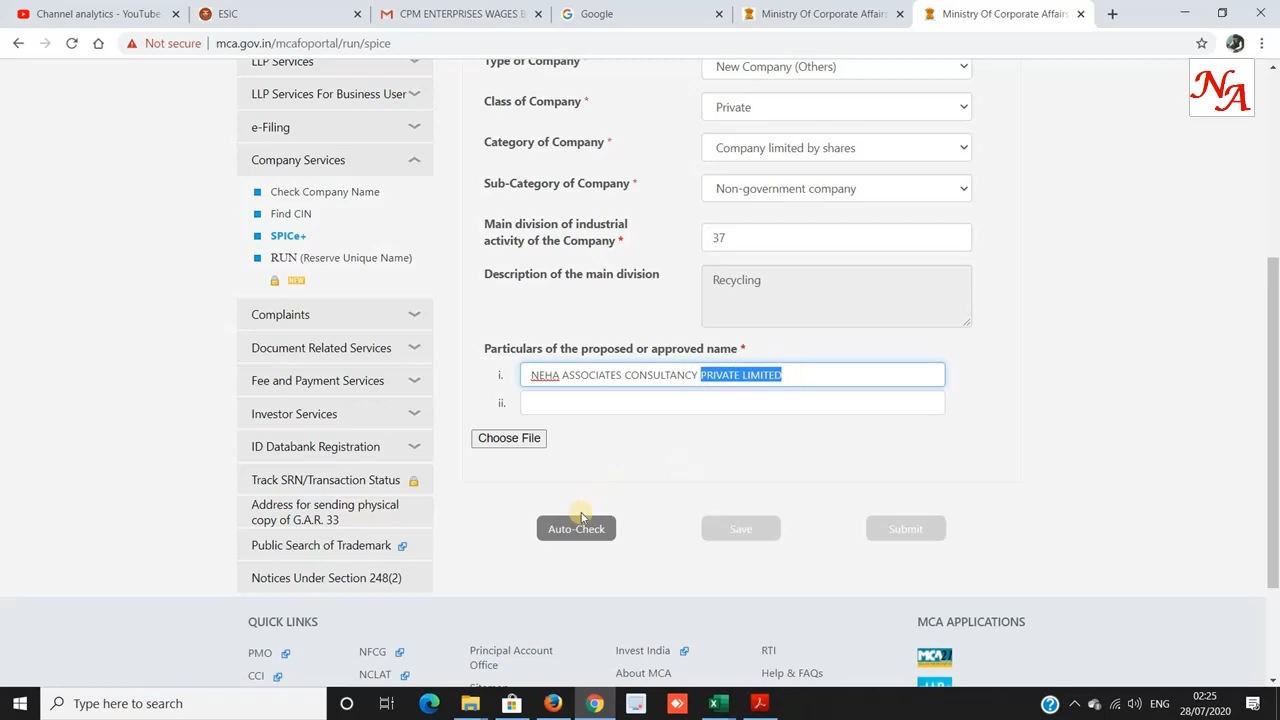 Channel analytics - YouTube
ESIC
CPM ENTERPRISES WAGES B
Google
Ministry Of Corporate Affairs
Ministry Of Corporate Affairs
Not secure
mca.gov.in/mcafoportal/run/spice
NA
LLP Services
LLP Services For Business User
e-Filing
Company Services
Check Company Name
Find CIN
SPICe+
RUN (Reserve Unique Name)
NEW
Complaints
Document Related Services
Fee and Payment Services
Investor Services
ID Databank Registration
Track SRN/Transaction Status
Address for sending physical
copy of G.A.R. 33
Public Search of Trademark
Notices Under Section 248(2)
Type of Company *
New Company (Others)
Class of Company *
Private
Category of Company *
Company limited by shares
Sub-Category of Company *
Non-government company
Main division of industrial
activity of the Company *
37
Description of the main division
Recycling
Particulars of the proposed or approved name *
i.
NEHA ASSOCIATES CONSULTANCY PRIVATE LIMITED
ii.
Choose File
Auto-Check
Save
Submit
QUICK LINKS
MCA APPLICATIONS
PMO
NFCG
Principal Account
Office
Invest India
RTI
CCI
NCLAT
About MCA
Help & FAQs
MCA21
Type here to search
02:25
28/07/2020